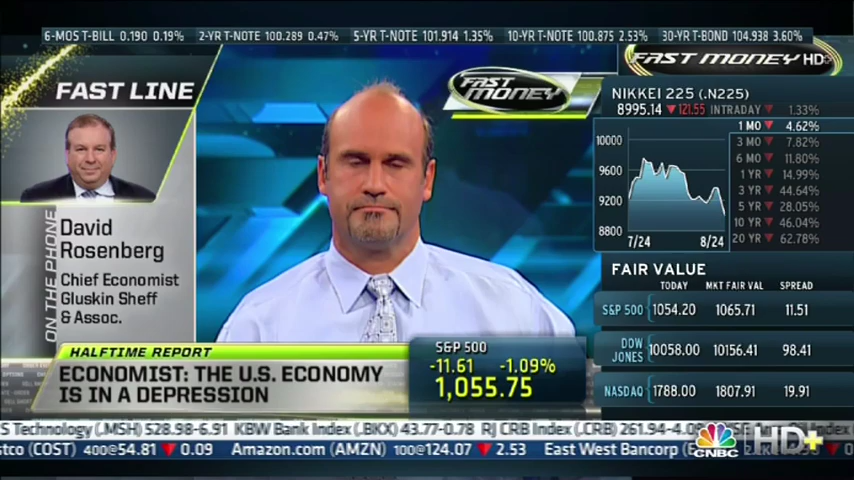 6-MOS T-BILL 0.190 0.19% 2-YR T-NOTE 100.289 0.47% 5-YR T-NOTE 101.914 1.35% 10-YR T-NOTE 100.875 2.53% 30-YR T-BOND 104.938 3.60%
FAST LINE
ON THE PHONE
David
Rosenberg
Chief Economist
Gluskin Sheff
& Assoc.
FAST
MONEY
FAST MONEY HD+
NIKKEI 225 (.N225)
8995.14 ▼121.55 INTRADAY ▼ 1.33%
1 MO ▼ 4.62%
3 MO ▼ 7.82%
6 MO ▼ 11.80%
1 YR ▼ 14.99%
3 YR ▼ 44.64%
5 YR ▼ 28.05%
10 YR ▼ 46.04%
20 YR ▼ 62.78%
10000
9600
9200
8800
7/24 8/24
FAIR VALUE
TODAY MKT FAIR VAL SPREAD
S&P 500 1054.20 1065.71 11.51
DOW
JONES 10058.00 10156.41 98.41
NASDAQ 1788.00 1807.91 19.91
HALFTIME REPORT
ECONOMIST: THE U.S. ECONOMY
IS IN A DEPRESSION
S&P 500
-11.61 -1.09%
1,055.75
S Technology (.MSH) 528.98-6.91 KBW Bank Index (.BKX) 43.77-0.78 RJ CRB Index (.CRB) 261.94-4.0
stco (COST) 400@54.81 ▼ 0.09 Amazon.com (AMZN) 100@124.07 ▼ 2.53 East West Bancorp
CNBC HD+